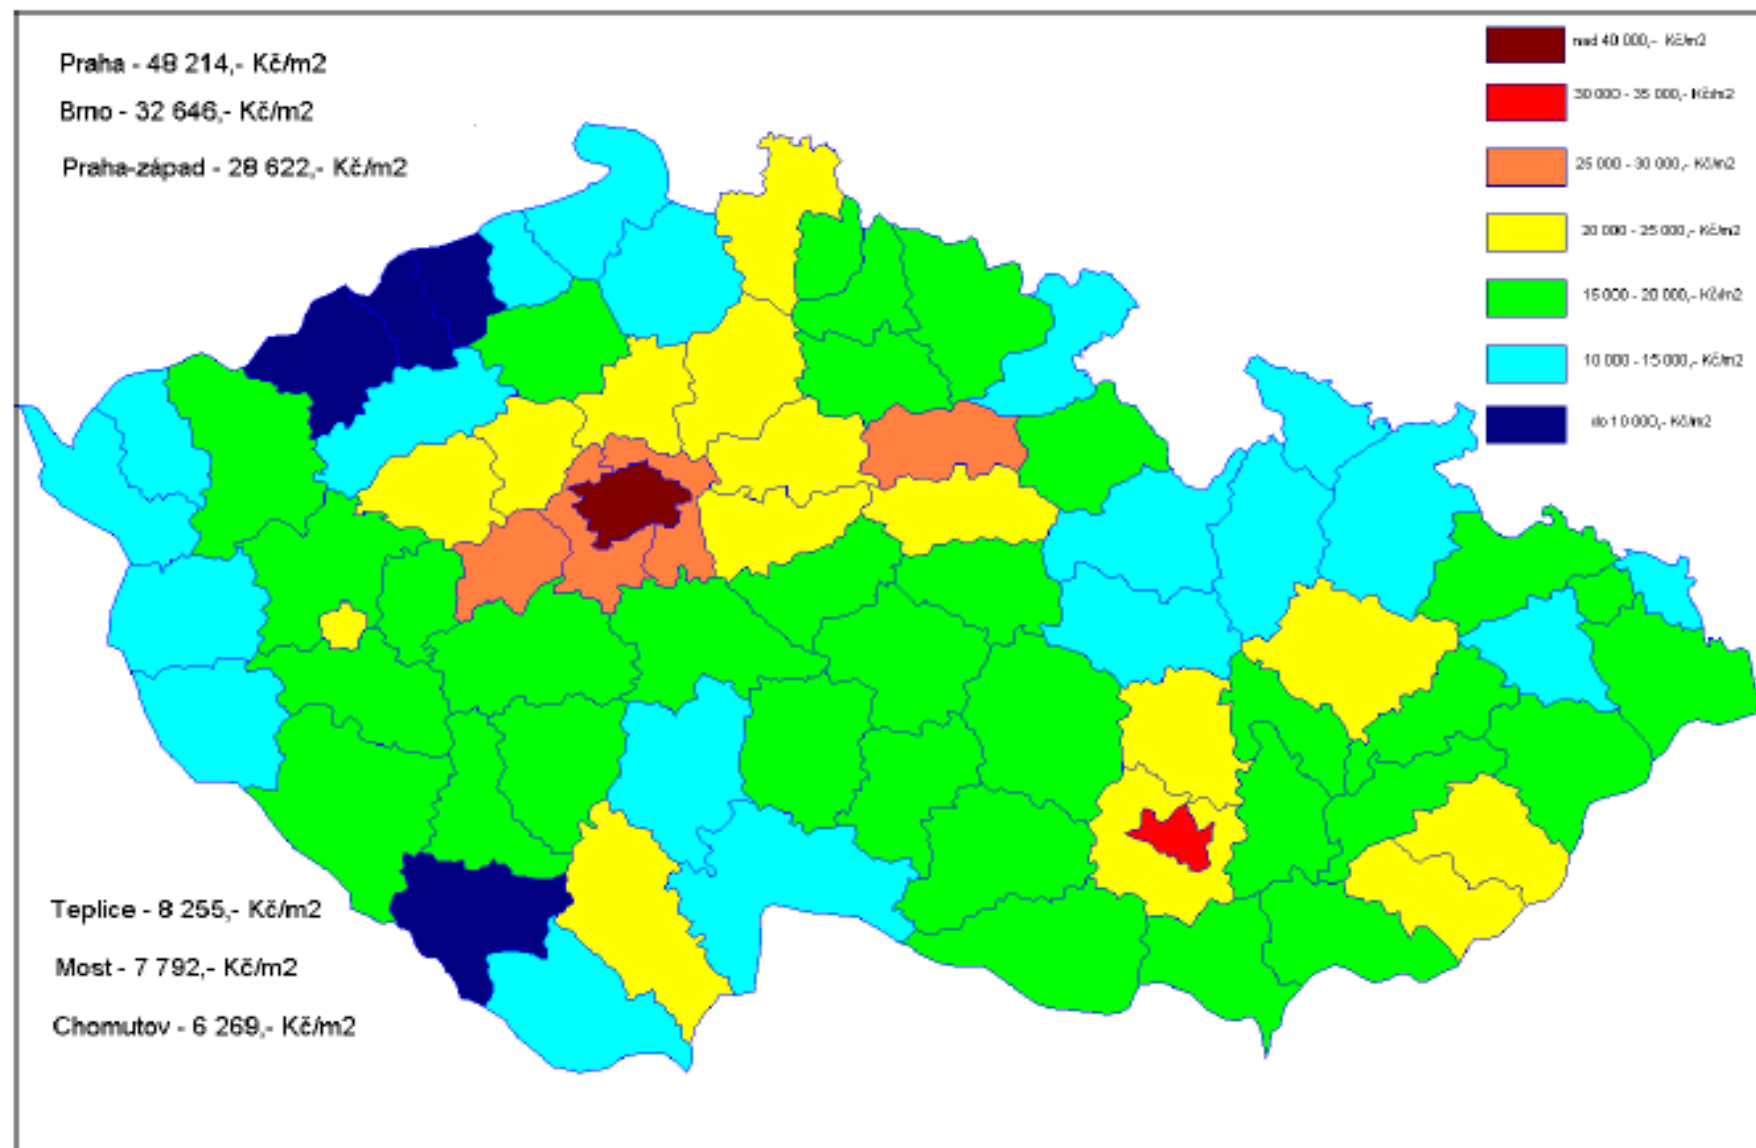 Praha - 48 214,- Kč/m2
Brno - 32 646,- Kč/m2
Praha-západ - 28 622,- Kč/m2
nad 40 000,- Kč/m2
30 000 - 35 000,- Kč/m2
25 000 - 30 000,- Kč/m2
20 000 - 25 000,- Kč/m2
15 000 - 20 000,- Kč/m2
10 000 - 15 000,- Kč/m2
do 10 000,- Kč/m2
Teplice - 8 255,- Kč/m2
Most - 7 792,- Kč/m2
Chomutov - 6 269,- Kč/m2